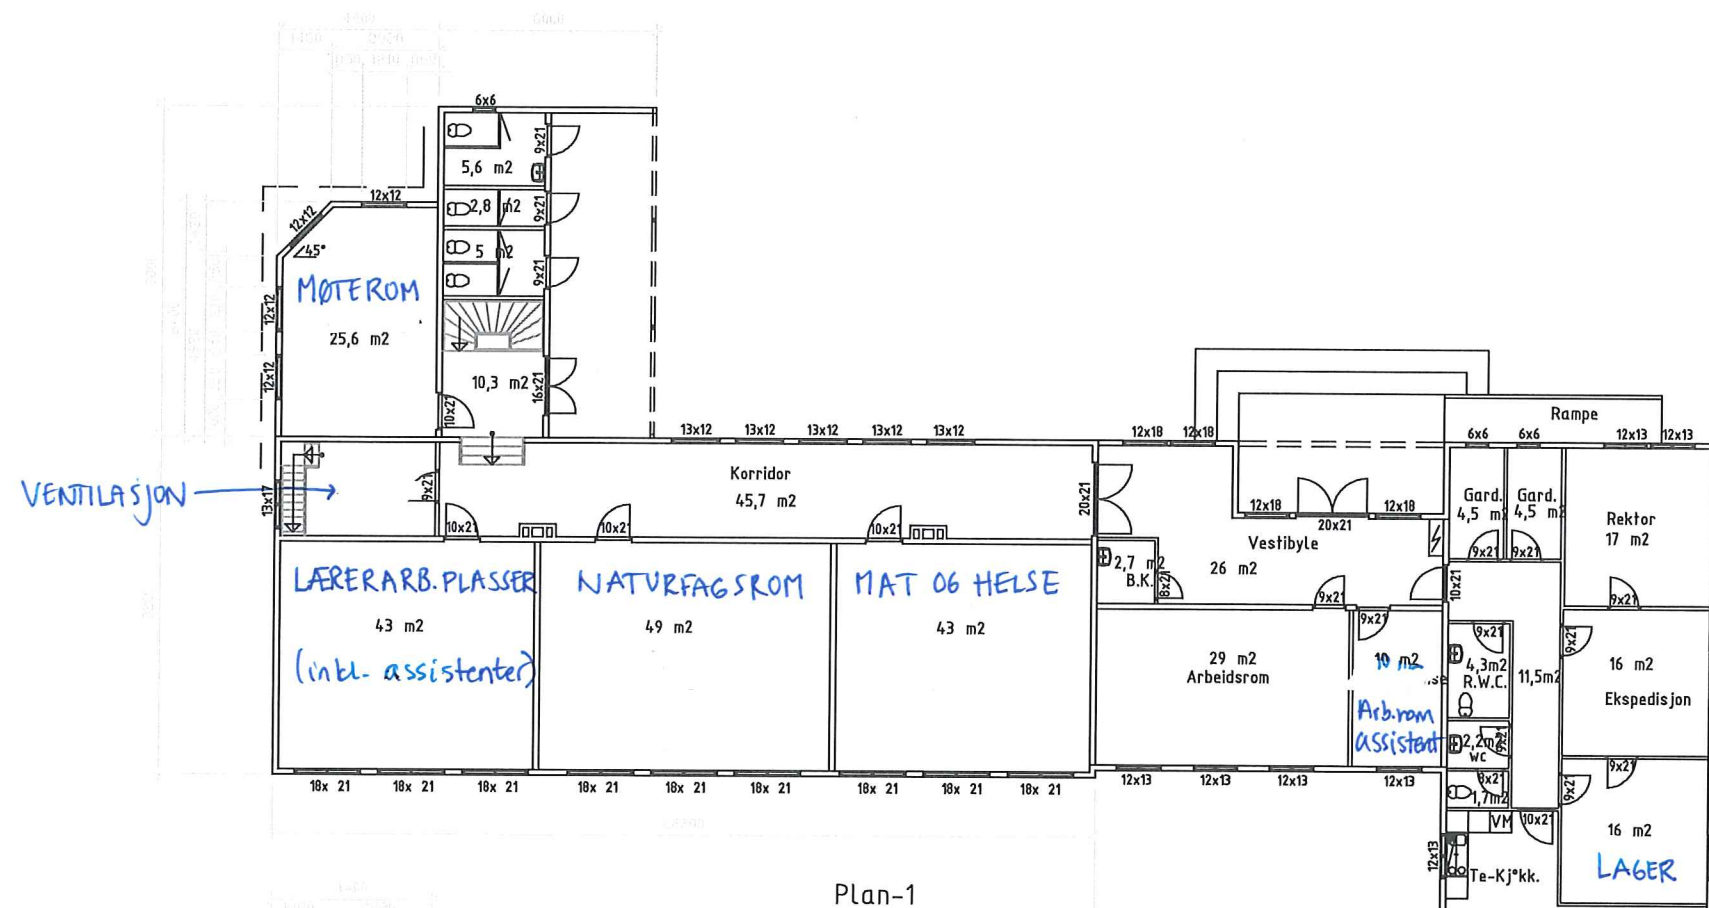 6x6
9x21
5,6 m2
12x12
2,8 m2
9x21
12x12
45°
5 m2
9x21
MØTEROM
12x12
25,6 m2
12x12
10,3 m2
16x21
10x21
Rampe
13x12 13x12 13x12 13x12 13x12
12x18 12x18
6x6 6x6 12x13 12x13
VENTILASJON
13x17
9x21
Korridor
45,7 m2
20x21
12x18 20x21 12x18
Gard. 4,5 m2
Gard. 4,5 m2
Rektor
17 m2
10x21 10x21 10x21
Vestibyle
26 m2
2,7 m2
B.K.
8x21
9x21 9x21
10x21
9x21
9x21
LÆRERARB.PLASSER
43 m2
(inkl. assistenter)
NATURFAGSROM
49 m2
MAT OG HELSE
43 m2
29 m2
Arbeidsrom
9x21
10 m2
Arb.rom
assistent
9x21
4,3m2
R.W.C.
11,5m2
9x21
16 m2
Ekspedisjon
2,2m2
WC
9x21
18x 21 18x 21 18x 21 18x 21 18x 21 18x 21 18x 21 18x 21 18x 21
12x13 12x13 12x13 12x13
8x21
1,7m2
9x21
9x21
VM
10x21
16 m2
LAGER
12x13
Te-Kj°kk.
Plan-1